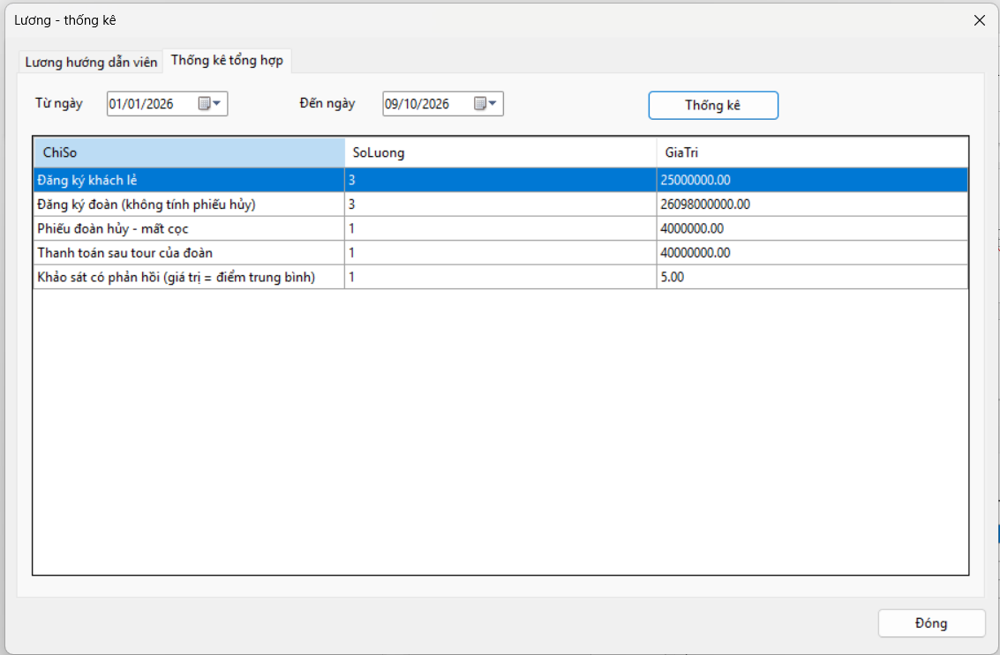 Lương - thống kê
Lương hướng dẫn viên Thống kê tổng hợp
Từ ngày 01/01/2026 Đến ngày 09/10/2026 Thống kê
ChiSo SoLuong GiaTri
Đăng ký khách lẻ 3 25000000.00
Đăng ký đoàn (không tính phiếu hủy) 3 26098000000.00
Phiếu đoàn hủy - mất cọc 1 4000000.00
Thanh toán sau tour của đoàn 1 40000000.00
Khảo sát có phản hồi (giá trị = điểm trung bình) 1 5.00
Đóng